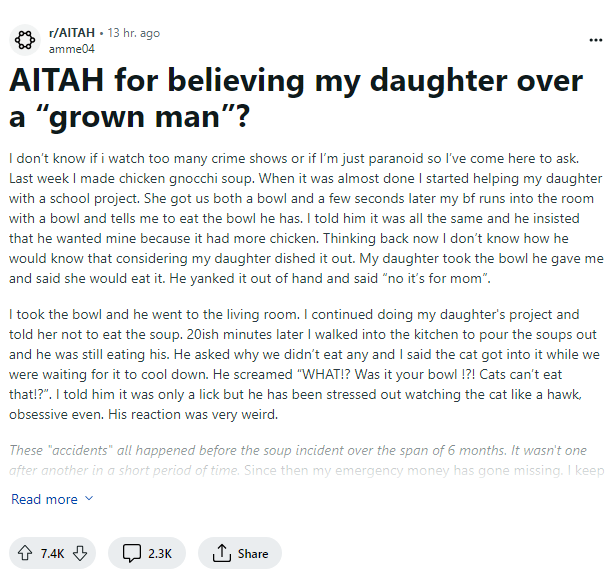 r/AITAH • 13 hr. ago
amme04
AITAH for believing my daughter over
a “grown man”?
I don't know if i watch too many crime shows or if I'm just paranoid so I've come here to ask.
Last week I made chicken gnocchi soup. When it was almost done I started helping my daughter
with a school project. She got us both a bowl and a few seconds later my bf runs into the room
with a bowl and tells me to eat the bowl he has. I told him it was all the same and he insisted
that he wanted mine because it had more chicken. Thinking back now I don't know how he
would know that considering my daughter dished it out. My daughter took the bowl he gave me
and said she would eat it. He yanked it out of hand and said “no it's for mom”.
I took the bowl and he went to the living room. I continued doing my daughter's project and
told her not to eat the soup. 20ish minutes later I walked into the kitchen to pour the soups out
and he was still eating his. He asked why we didn't eat any and I said the cat got into it while we
were waiting for it to cool down. He screamed “WHAT!? Was it your bowl !?! Cats can't eat
that!?”. I told him it was only a lick but he has been stressed out watching the cat like a hawk,
obsessive even. His reaction was very weird.
These "accidents" all happened before the soup incident over the span of 6 months. It wasn't one
after another in a short period of time. Since then my emergency money has gone missing. I keep
Read more
7.4K
2.3K
Share